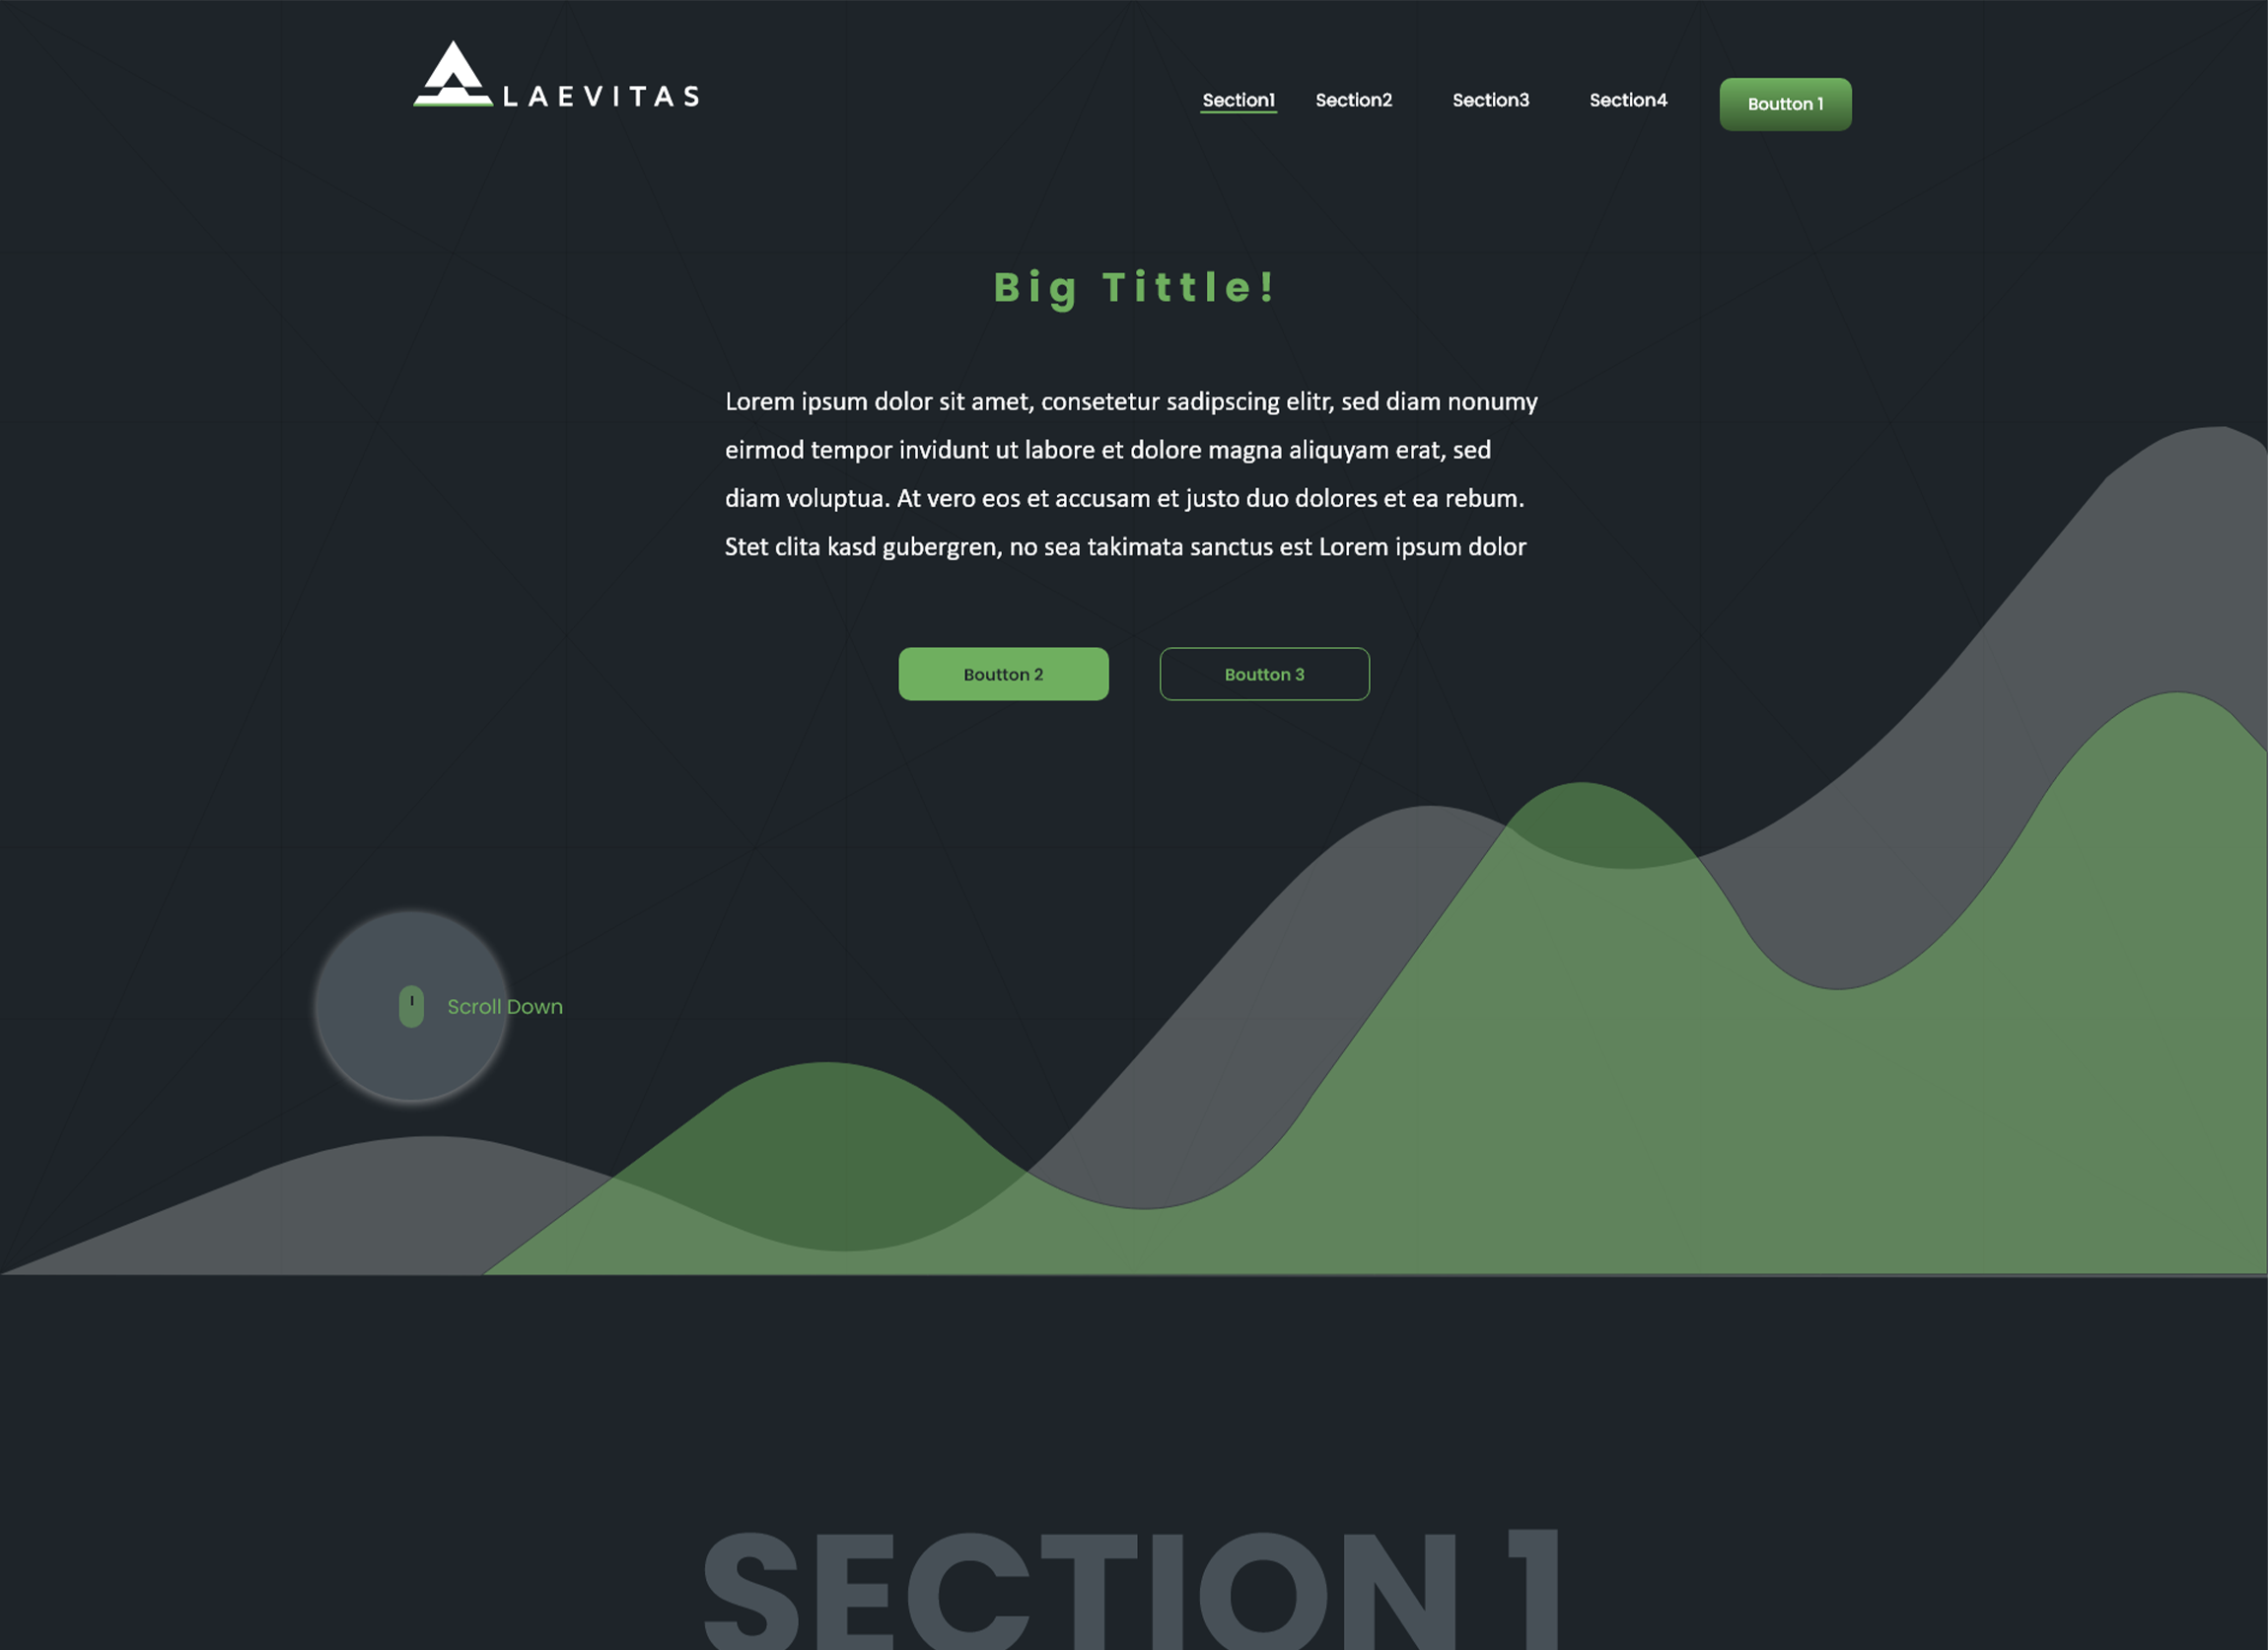 LAEVITAS
Section1 Section2 Section3 Section4 Boutton 1
Big Tittle!
Lorem ipsum dolor sit amet, consetetur sadipscing elitr, sed diam nonumy
eirmod tempor invidunt ut labore et dolore magna aliquyam erat, sed
diam voluptua. At vero eos et accusam et justo duo dolores et ea rebum.
Stet clita kasd gubergren, no sea takimata sanctus est Lorem ipsum dolor
Boutton 2 Boutton 3
Scroll Down
SECTION 1